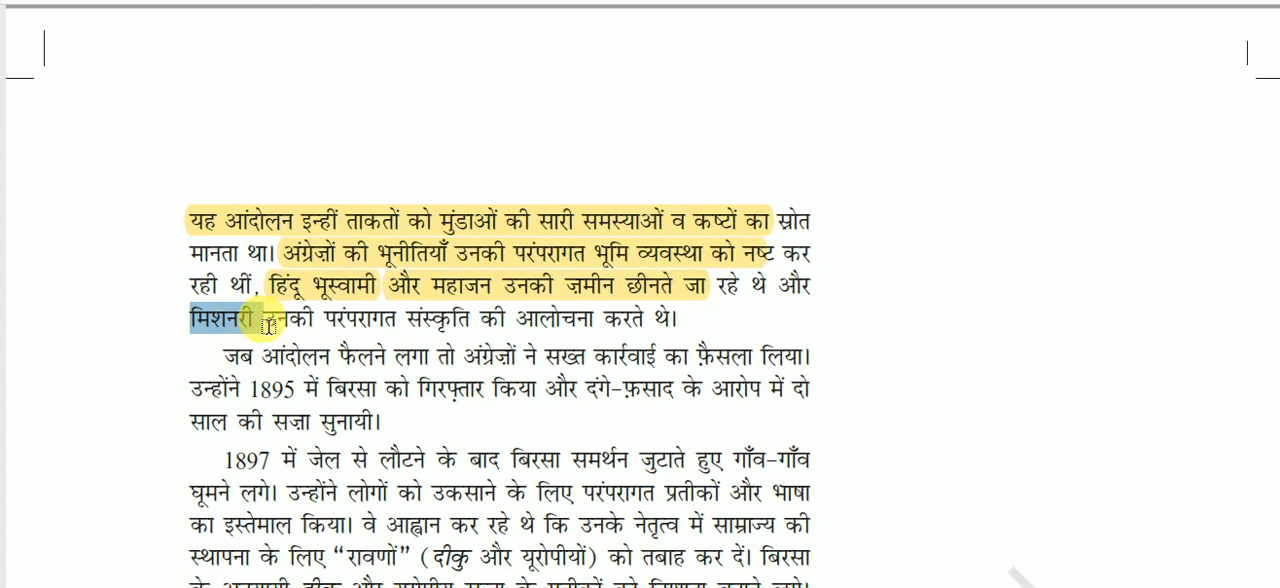 यह आंदोलन इन्हीं ताकतों को मुंडाओं की सारी समस्याओं व कष्टों का स्रोत
मानता था। अंग्रेज़ों की भूनीतियाँ उनकी परंपरागत भूमि व्यवस्था को नष्ट कर
रही थीं, हिंदू भूस्वामी और महाजन उनकी ज़मीन छीनते जा रहे थे और
मिशनरी उनकी परंपरागत संस्कृति की आलोचना करते थे।
जब आंदोलन फैलने लगा तो अंग्रेज़ों ने सख्त कार्रवाई का फ़ैसला लिया।
उन्होंने 1895 में बिरसा को गिरफ़्तार किया और दंगे-फ़साद के आरोप में दो
साल की सज़ा सुनायी।
1897 में जेल से लौटने के बाद बिरसा समर्थन जुटाते हुए गाँव-गाँव
घूमने लगे। उन्होंने लोगों को उकसाने के लिए परंपरागत प्रतीकों और भाषा
का इस्तेमाल किया। वे आह्वान कर रहे थे कि उनके नेतृत्व में साम्राज्य की
स्थापना के लिए “रावणों” (दीकु और यूरोपीयों) को तबाह कर दें। बिरसा